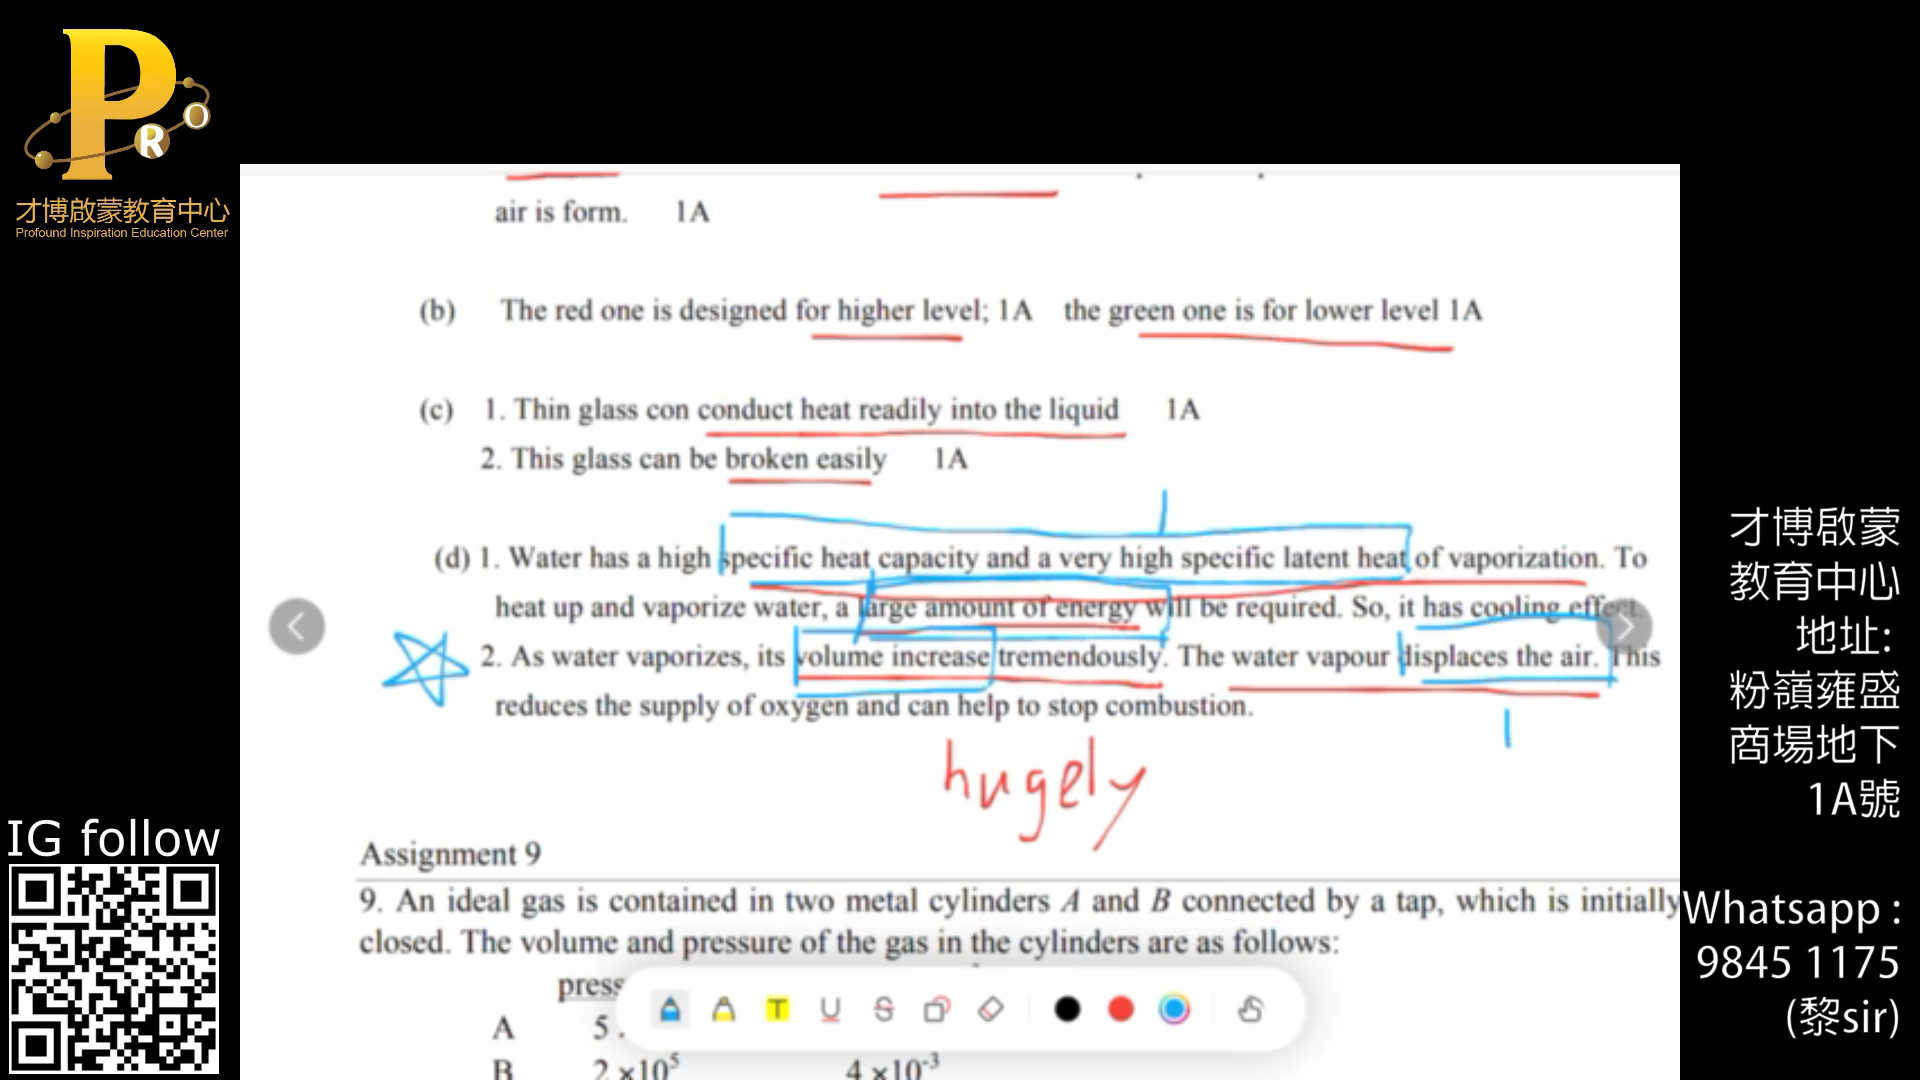 P
R
O
才博啟蒙教育中心
Profound Inspiration Education Center
air is form. 1A
(b) The red one is designed for higher level; 1A the green one is for lower level 1A
(c) 1. Thin glass con conduct heat readily into the liquid 1A
2. This glass can be broken easily 1A
(d) 1. Water has a high specific heat capacity and a very high specific latent heat of vaporization. To
heat up and vaporize water, a large amount of energy will be required. So, it has cooling effect.
2. As water vaporizes, its volume increase tremendously. The water vapour displaces the air. This
reduces the supply of oxygen and can help to stop combustion.
hugely
Assignment 9
9. An ideal gas is contained in two metal cylinders A and B connected by a tap, which is initially
closed. The volume and pressure of the gas in the cylinders are as follows:
press
A 5
B 2 ×10⁵ 4 ×10⁻³
IG follow
才博啟蒙
教育中心
地址:
粉嶺雍盛
商場地下
1A號
Whatsapp :
9845 1175
(黎sir)